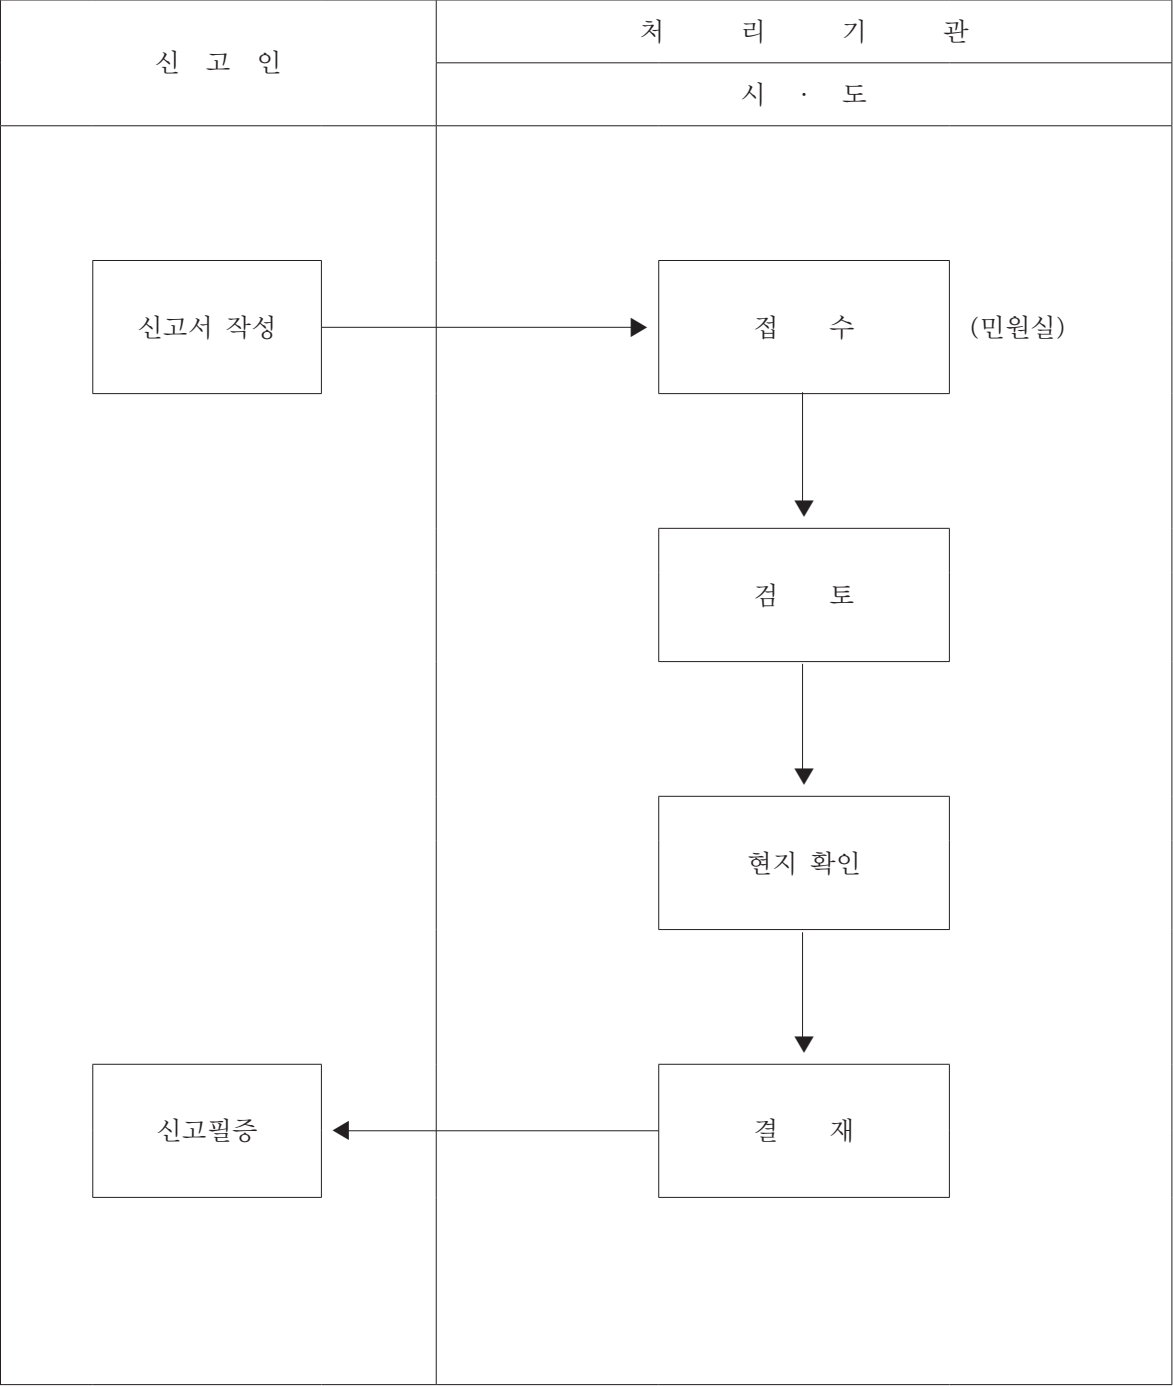 신 고 인
처 리 기 관
시 · 도
신고서 작성
접 수
(민원실)
검 토
현지 확인
신고필증
결 재